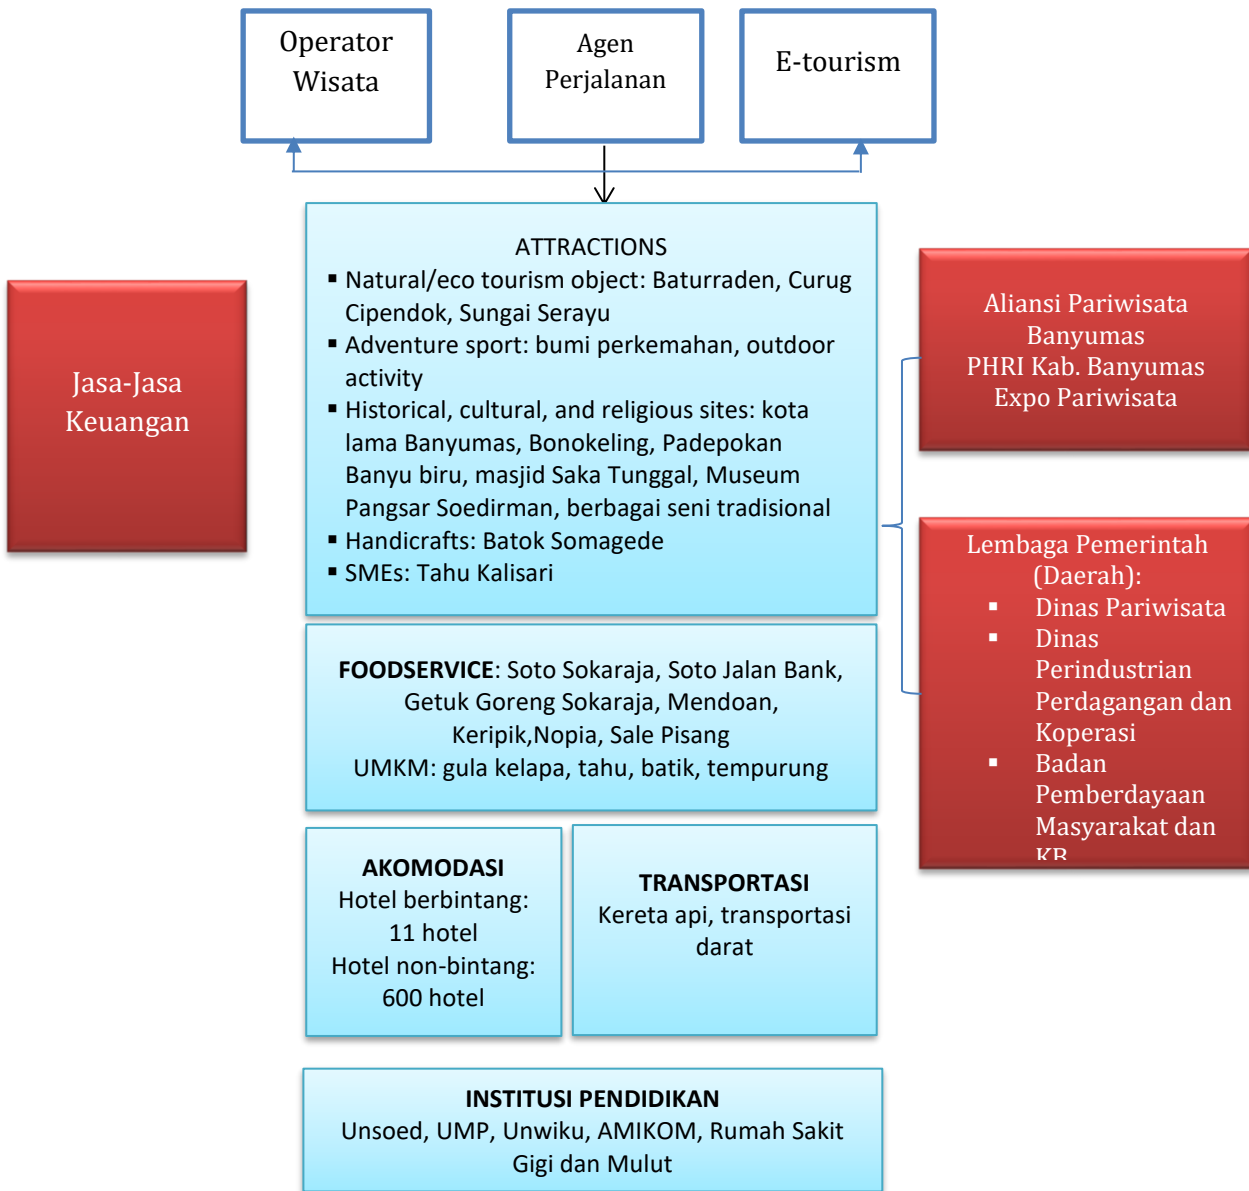 Operator
Wisata
Agen
Perjalanan
E-tourism
ATTRACTIONS
▪ Natural/eco tourism object: Baturraden, Curug
Cipendok, Sungai Serayu
▪ Adventure sport: bumi perkemahan, outdoor
activity
▪ Historical, cultural, and religious sites: kota
lama Banyumas, Bonokeling, Padepokan
Banyu biru, masjid Saka Tunggal, Museum
Pangsar Soedirman, berbagai seni tradisional
▪ Handicrafts: Batok Somagede
▪ SMEs: Tahu Kalisari
Jasa-Jasa
Keuangan
Aliansi Pariwisata
Banyumas
PHRI Kab. Banyumas
Expo Pariwisata
Lembaga Pemerintah
(Daerah):
▪ Dinas Pariwisata
▪ Dinas
Perindustrian
Perdagangan dan
Koperasi
▪ Badan
Pemberdayaan
Masyarakat dan
KB
FOODSERVICE: Soto Sokaraja, Soto Jalan Bank,
Getuk Goreng Sokaraja, Mendoan,
Keripik,Nopia, Sale Pisang
UMKM: gula kelapa, tahu, batik, tempurung
AKOMODASI
Hotel berbintang:
11 hotel
Hotel non-bintang:
600 hotel
TRANSPORTASI
Kereta api, transportasi
darat
INSTITUSI PENDIDIKAN
Unsoed, UMP, Unwiku, AMIKOM, Rumah Sakit
Gigi dan Mulut